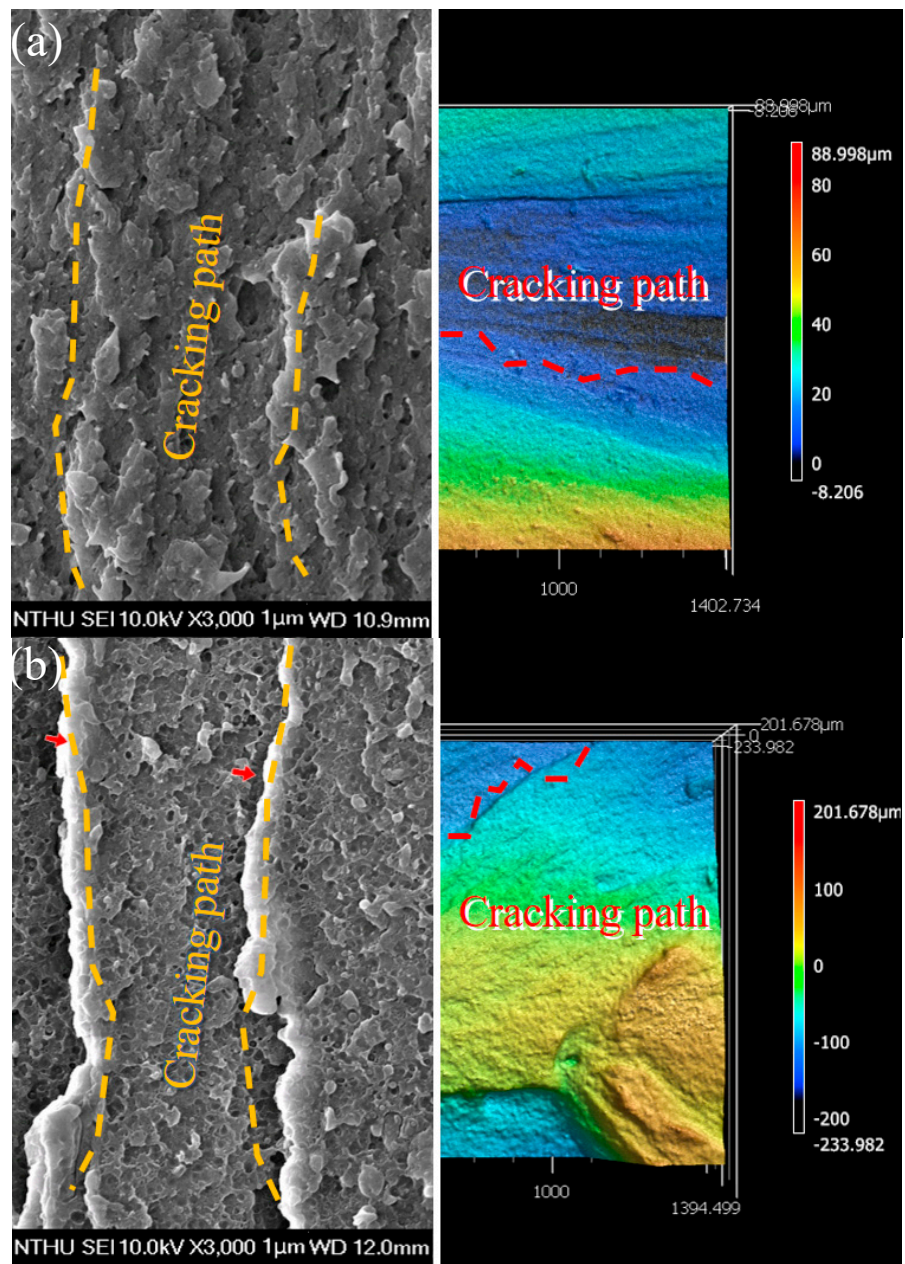 (a)
Cracking path
NTHU SEI 10.0kV X3,000 1μm WD 10.9mm
8.206
Cracking path
88.998μm
80
60
40
20
0
-8.206
1000
1402.734
(b)
Cracking path
NTHU SEI 10.0kV X3,000 1μm WD 12.0mm
201.678μm
0
233.982
Cracking path
201.678μm
100
0
-100
-200
-233.982
1000
1394.499